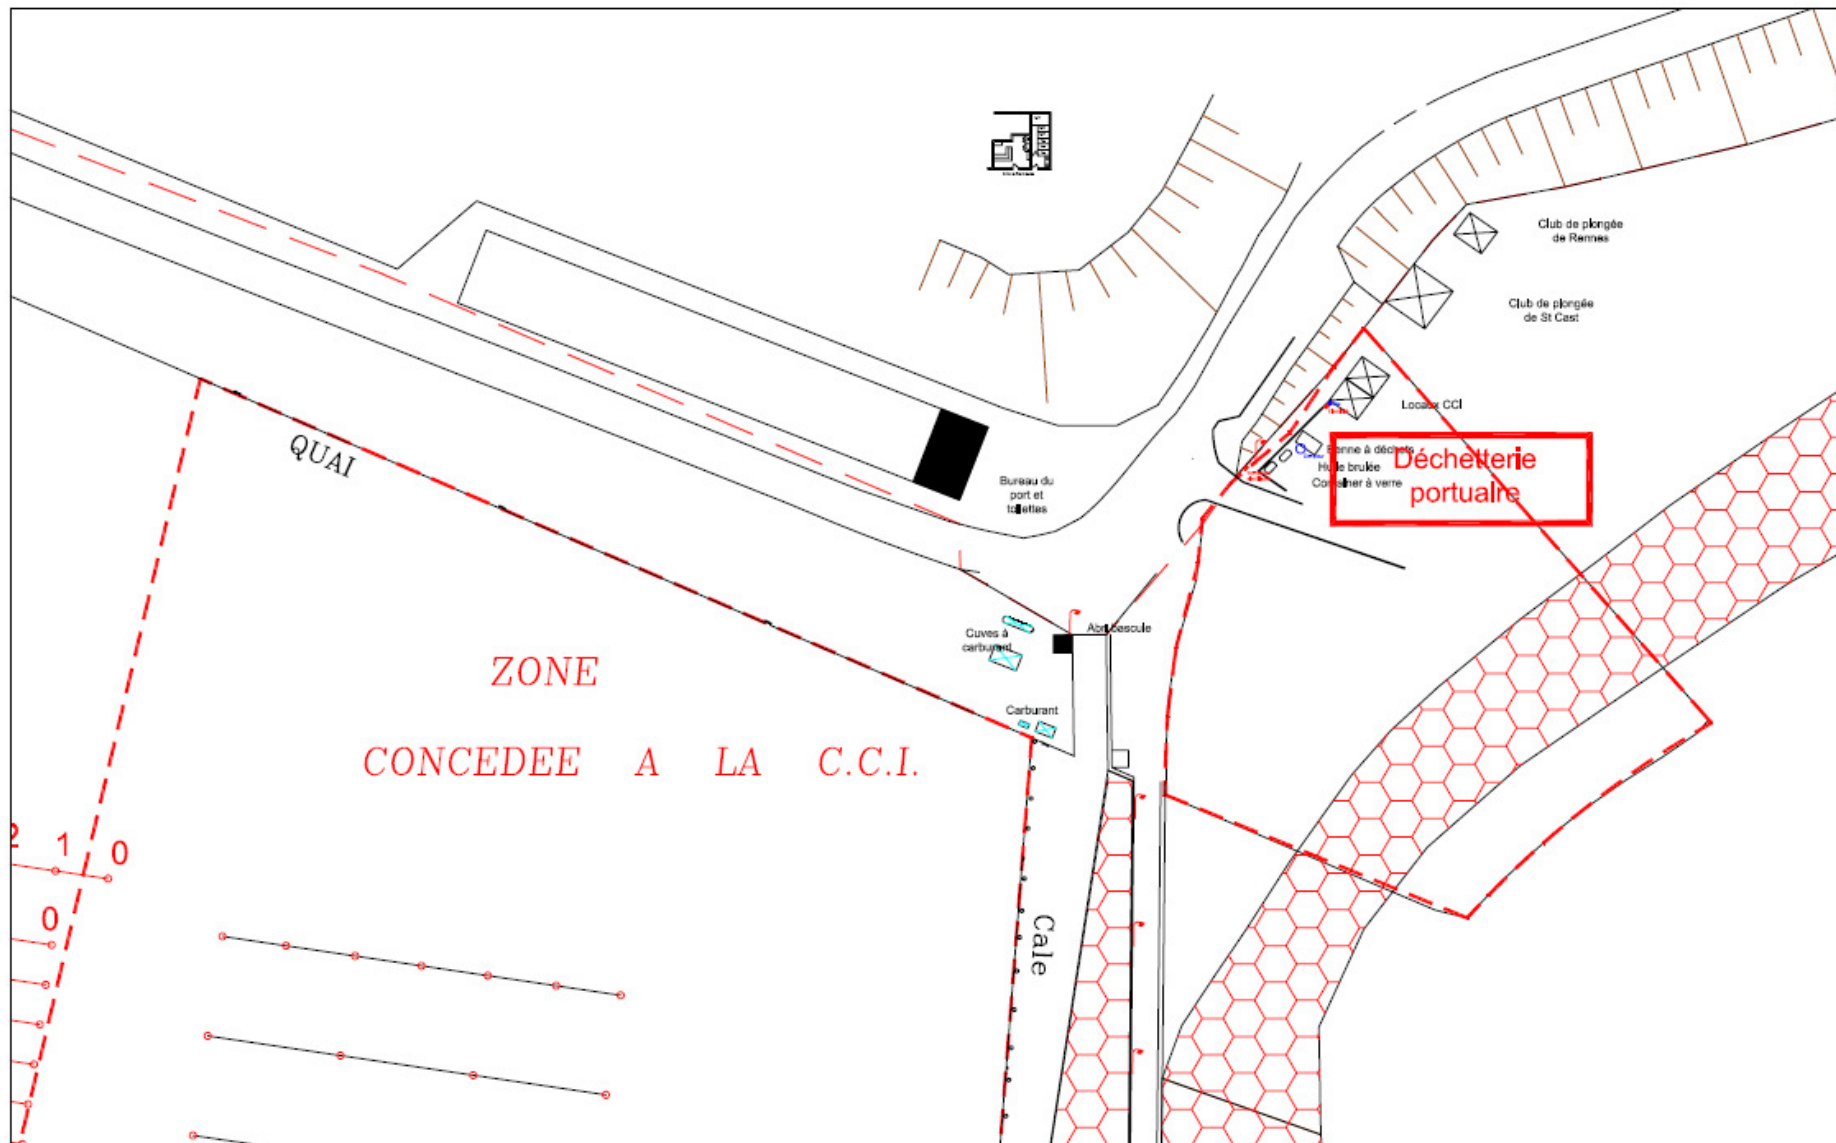 Club de plongée
de Rennes
Club de plongée
de St Cast
Locaux CCI
Benne à déchets
Huile brulée
Container à verre
Déchetterie
portuaire
QUAI
Bureau du
port et
toilettes
Abri bascule
Cuves à
carburant
Carburant
ZONE
CONCEDEE A LA C.C.I.
2 1 0
0
Cale